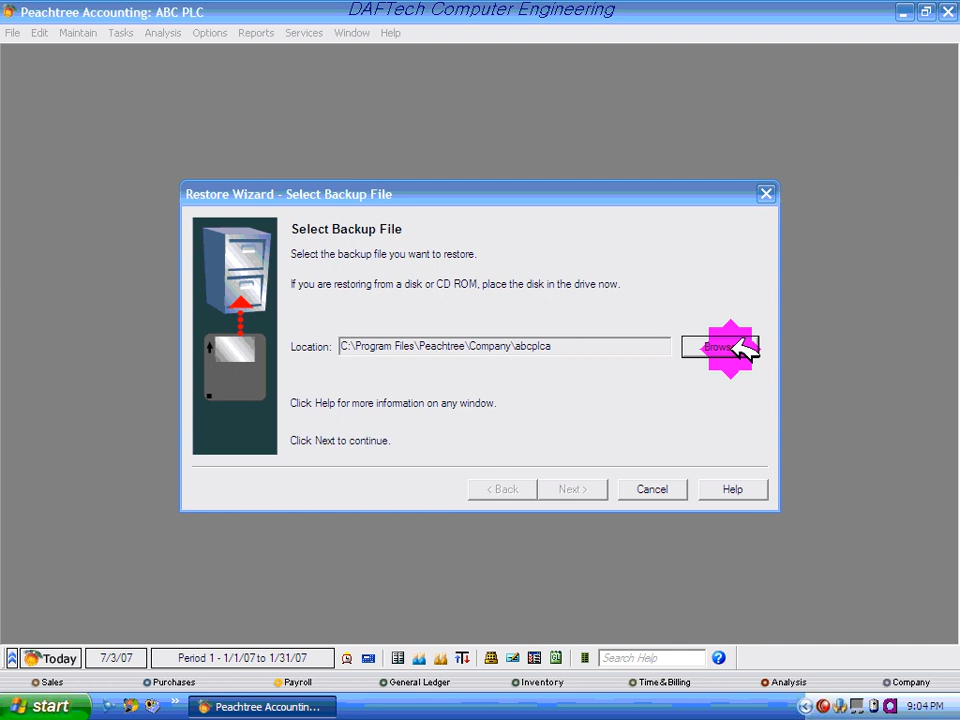 Peachtree Accounting: ABC PLC
DAFTech Computer Engineering
File Edit Maintain Tasks Analysis Options Reports Services Window Help
Restore Wizard - Select Backup File
Select Backup File
Select the backup file you want to restore.
If you are restoring from a disk or CD ROM, place the disk in the drive now.
Location: C:\Program Files\Peachtree\Company\abcplca
Click Help for more information on any window.
Click Next to continue.
< Back Next > Cancel Help
Today 7/3/07 Period 1 - 1/1/07 to 1/31/07 Search Help
Sales Purchases Payroll General Ledger Inventory Time & Billing Analysis Company
start Peachtree Accountin... 9:04 PM